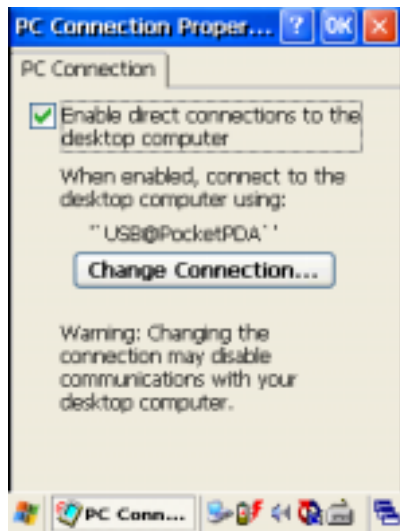 PC Connection Proper... ? OK
PC Connection
Enable direct connections to the
desktop computer
When enabled, connect to the
desktop computer using:
``USB@PocketPDA``
Change Connection...
Warning: Changing the
connection may disable
communications with your
desktop computer.
PC Conn...